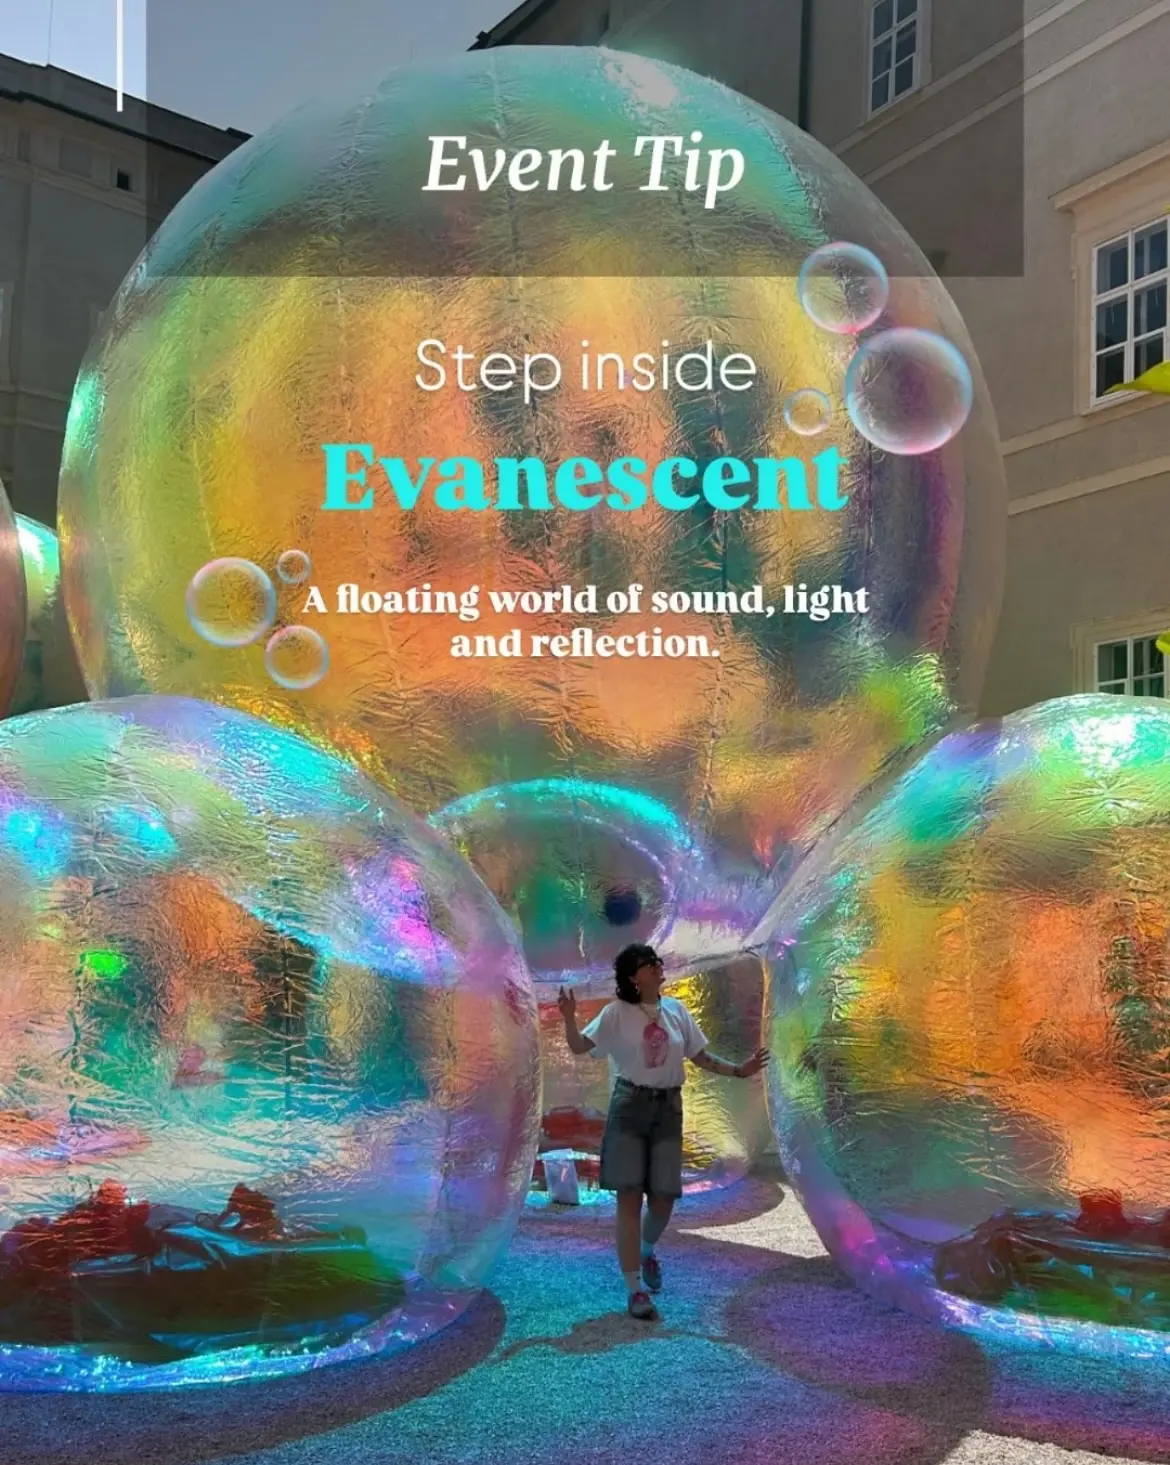 Event Tip
Step inside
Evanescent
A floating world of sound, light
and reflection.